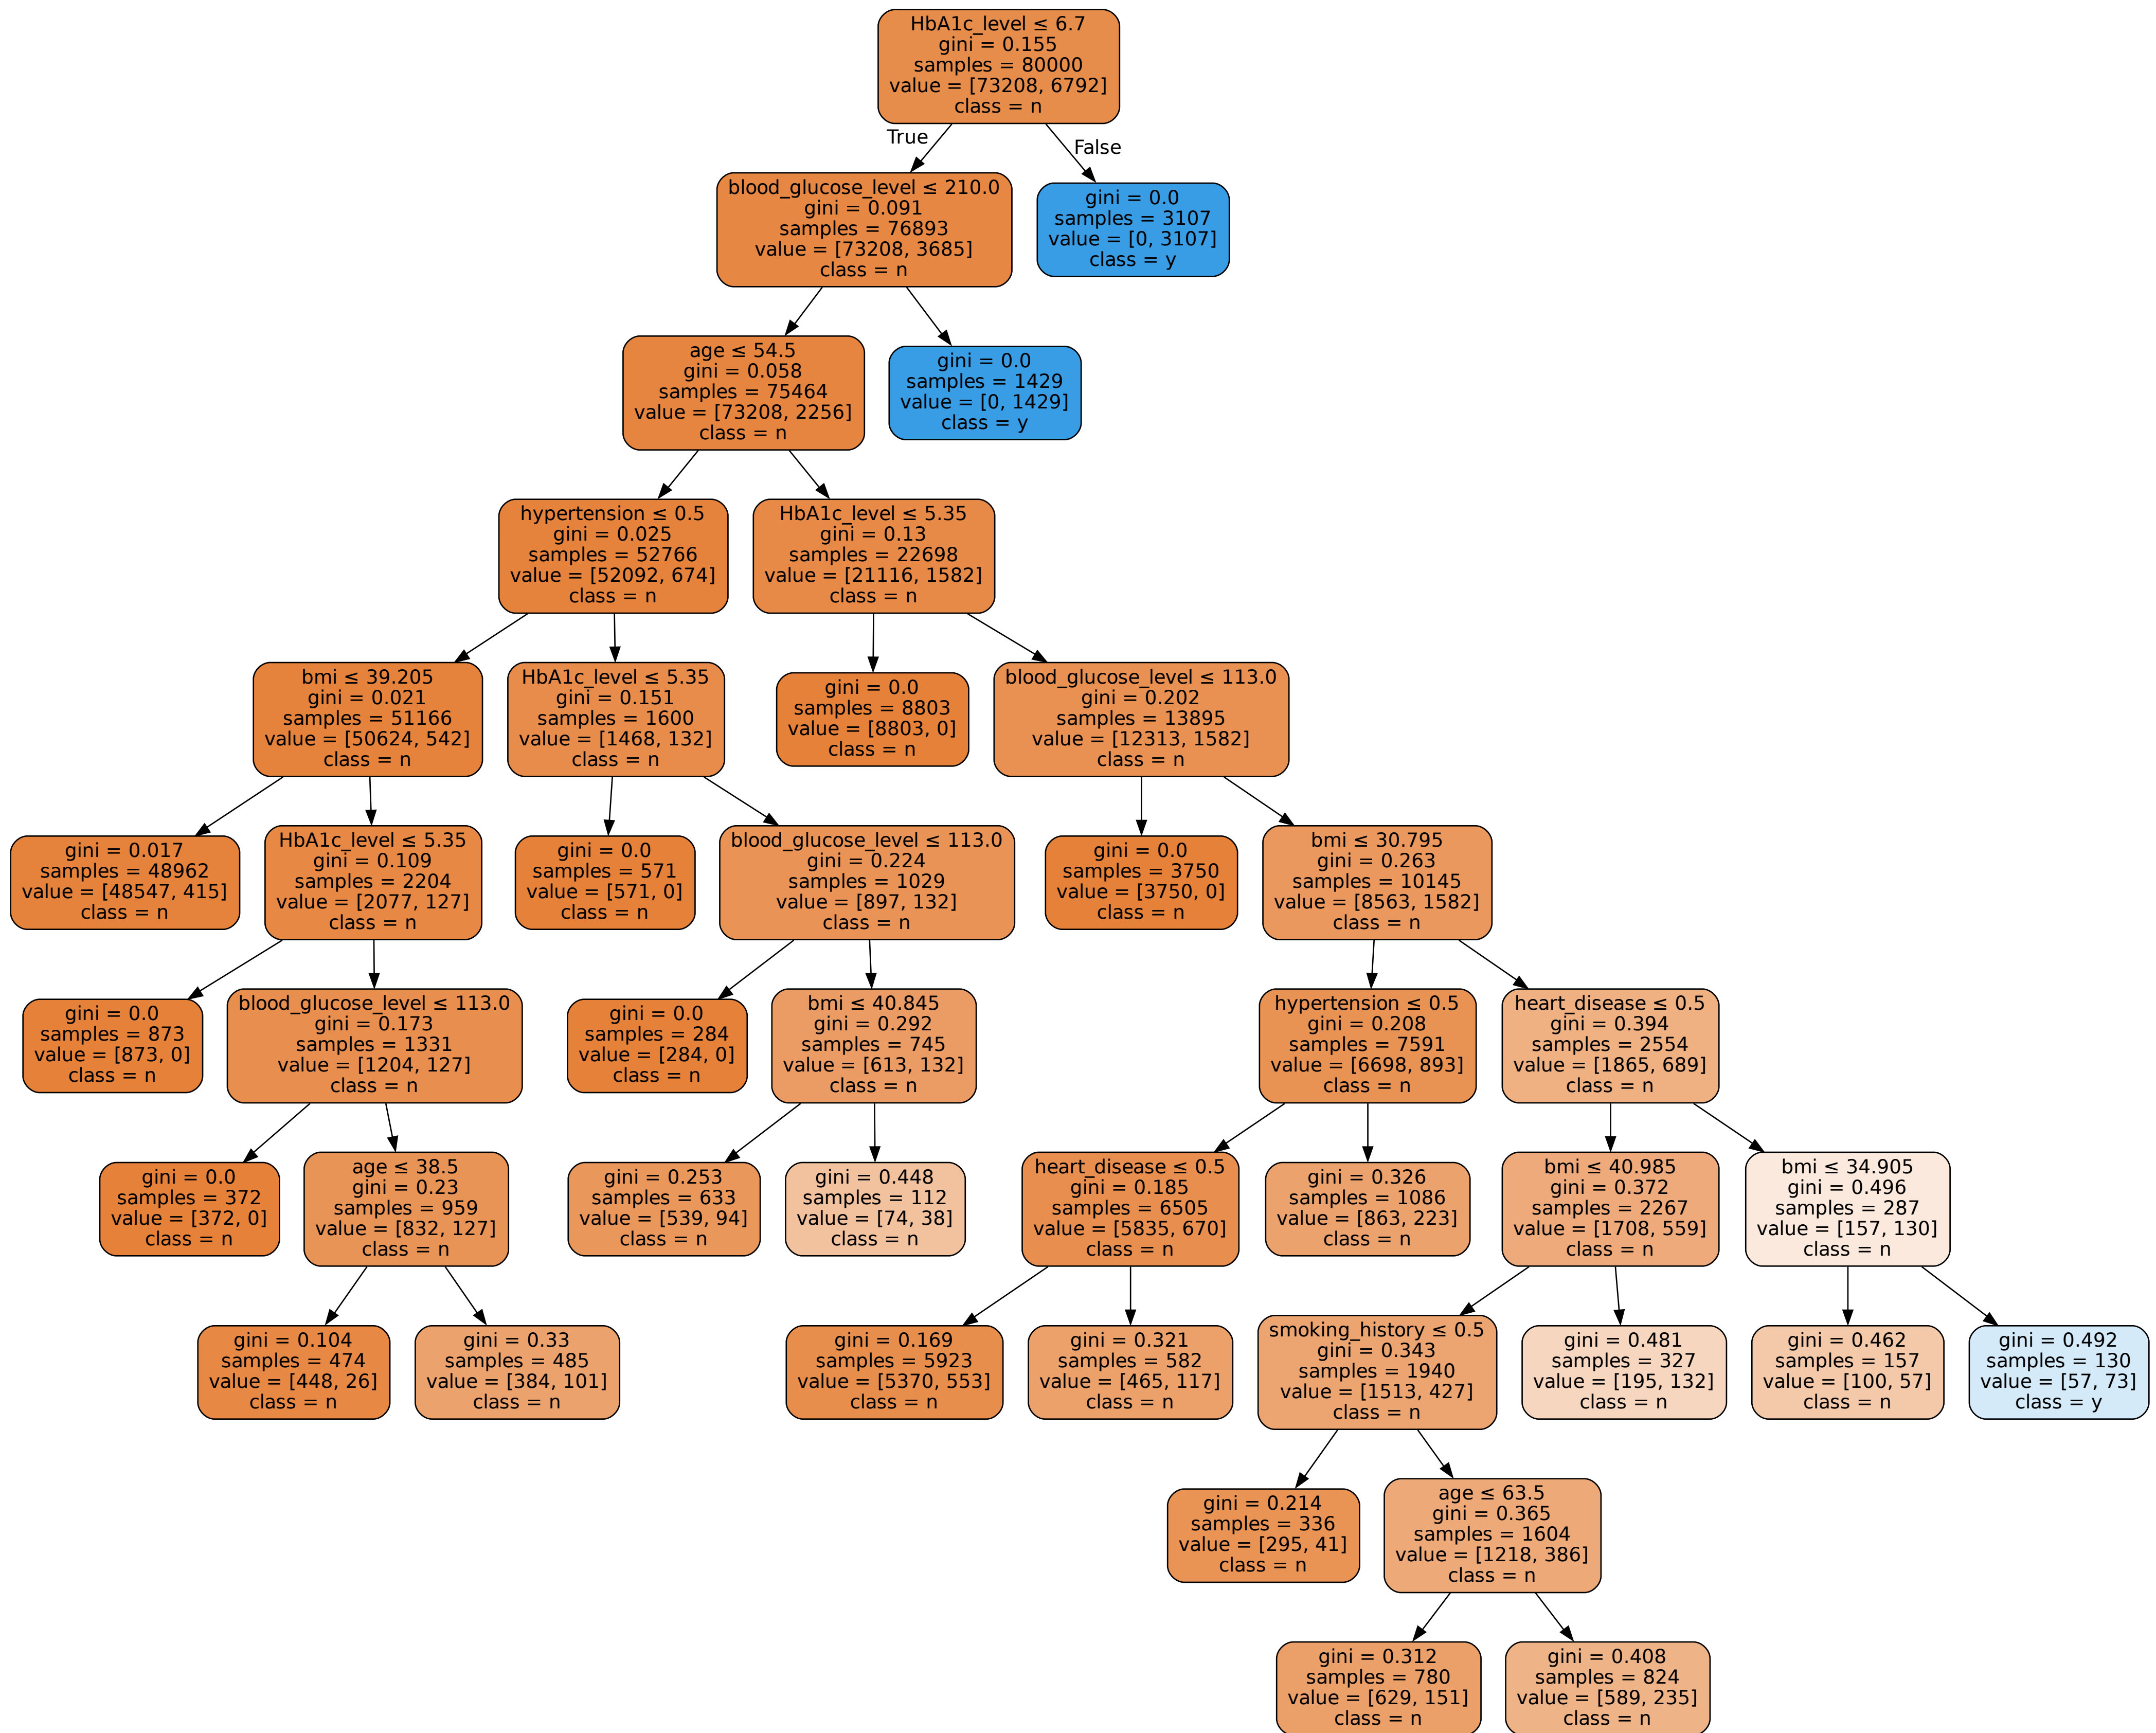 HbA1c_level ≤ 6.7
gini = 0.155
samples = 80000
value = [73208, 6792]
class = n
True
False
blood_glucose_level ≤ 210.0
gini = 0.091
samples = 76893
value = [73208, 3685]
class = n
gini = 0.0
samples = 3107
value = [0, 3107]
class = y
age ≤ 54.5
gini = 0.058
samples = 75464
value = [73208, 2256]
class = n
gini = 0.0
samples = 1429
value = [0, 1429]
class = y
hypertension ≤ 0.5
gini = 0.025
samples = 52766
value = [52092, 674]
class = n
HbA1c_level ≤ 5.35
gini = 0.13
samples = 22698
value = [21116, 1582]
class = n
bmi ≤ 39.205
gini = 0.021
samples = 51166
value = [50624, 542]
class = n
HbA1c_level ≤ 5.35
gini = 0.151
samples = 1600
value = [1468, 132]
class = n
gini = 0.0
samples = 8803
value = [8803, 0]
class = n
blood_glucose_level ≤ 113.0
gini = 0.202
samples = 13895
value = [12313, 1582]
class = n
gini = 0.017
samples = 48962
value = [48547, 415]
class = n
HbA1c_level ≤ 5.35
gini = 0.109
samples = 2204
value = [2077, 127]
class = n
gini = 0.0
samples = 571
value = [571, 0]
class = n
blood_glucose_level ≤ 113.0
gini = 0.224
samples = 1029
value = [897, 132]
class = n
gini = 0.0
samples = 3750
value = [3750, 0]
class = n
bmi ≤ 30.795
gini = 0.263
samples = 10145
value = [8563, 1582]
class = n
gini = 0.0
samples = 873
value = [873, 0]
class = n
blood_glucose_level ≤ 113.0
gini = 0.173
samples = 1331
value = [1204, 127]
class = n
gini = 0.0
samples = 284
value = [284, 0]
class = n
bmi ≤ 40.845
gini = 0.292
samples = 745
value = [613, 132]
class = n
hypertension ≤ 0.5
gini = 0.208
samples = 7591
value = [6698, 893]
class = n
heart_disease ≤ 0.5
gini = 0.394
samples = 2554
value = [1865, 689]
class = n
gini = 0.0
samples = 372
value = [372, 0]
class = n
age ≤ 38.5
gini = 0.23
samples = 959
value = [832, 127]
class = n
gini = 0.253
samples = 633
value = [539, 94]
class = n
gini = 0.448
samples = 112
value = [74, 38]
class = n
heart_disease ≤ 0.5
gini = 0.185
samples = 6505
value = [5835, 670]
class = n
gini = 0.326
samples = 1086
value = [863, 223]
class = n
bmi ≤ 40.985
gini = 0.372
samples = 2267
value = [1708, 559]
class = n
bmi ≤ 34.905
gini = 0.496
samples = 287
value = [157, 130]
class = n
gini = 0.104
samples = 474
value = [448, 26]
class = n
gini = 0.33
samples = 485
value = [384, 101]
class = n
gini = 0.169
samples = 5923
value = [5370, 553]
class = n
gini = 0.321
samples = 582
value = [465, 117]
class = n
smoking_history ≤ 0.5
gini = 0.343
samples = 1940
value = [1513, 427]
class = n
gini = 0.481
samples = 327
value = [195, 132]
class = n
gini = 0.462
samples = 157
value = [100, 57]
class = n
gini = 0.492
samples = 130
value = [57, 73]
class = y
gini = 0.214
samples = 336
value = [295, 41]
class = n
age ≤ 63.5
gini = 0.365
samples = 1604
value = [1218, 386]
class = n
gini = 0.312
samples = 780
value = [629, 151]
class = n
gini = 0.408
samples = 824
value = [589, 235]
class = n